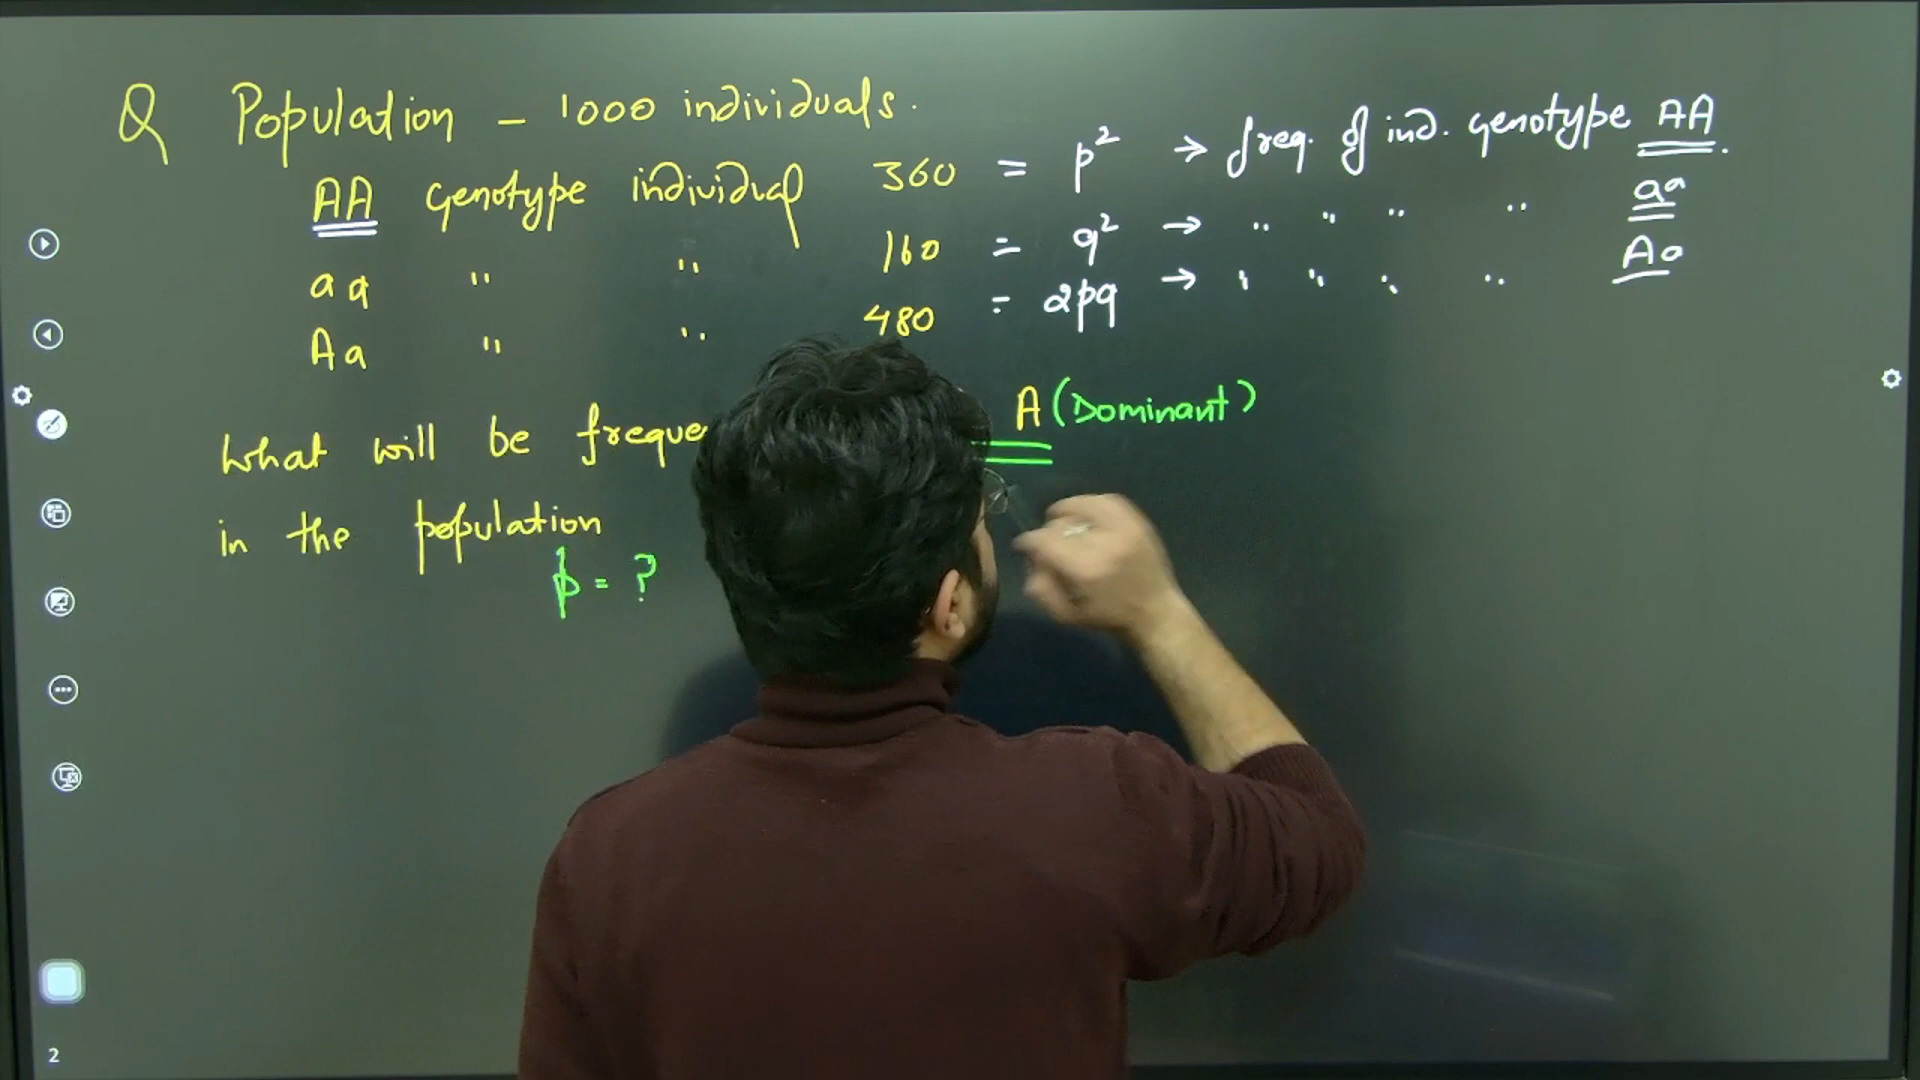 Q Population - 1000 individuals.
AA genotype individual 360 = p² → freq. of ind. genotype AA.
aa " " 160 = q² → " " " " aa
Aa " " 480 = 2pq → " " " " Aa
What will be A (Dominant)
in the population
p = ?
2